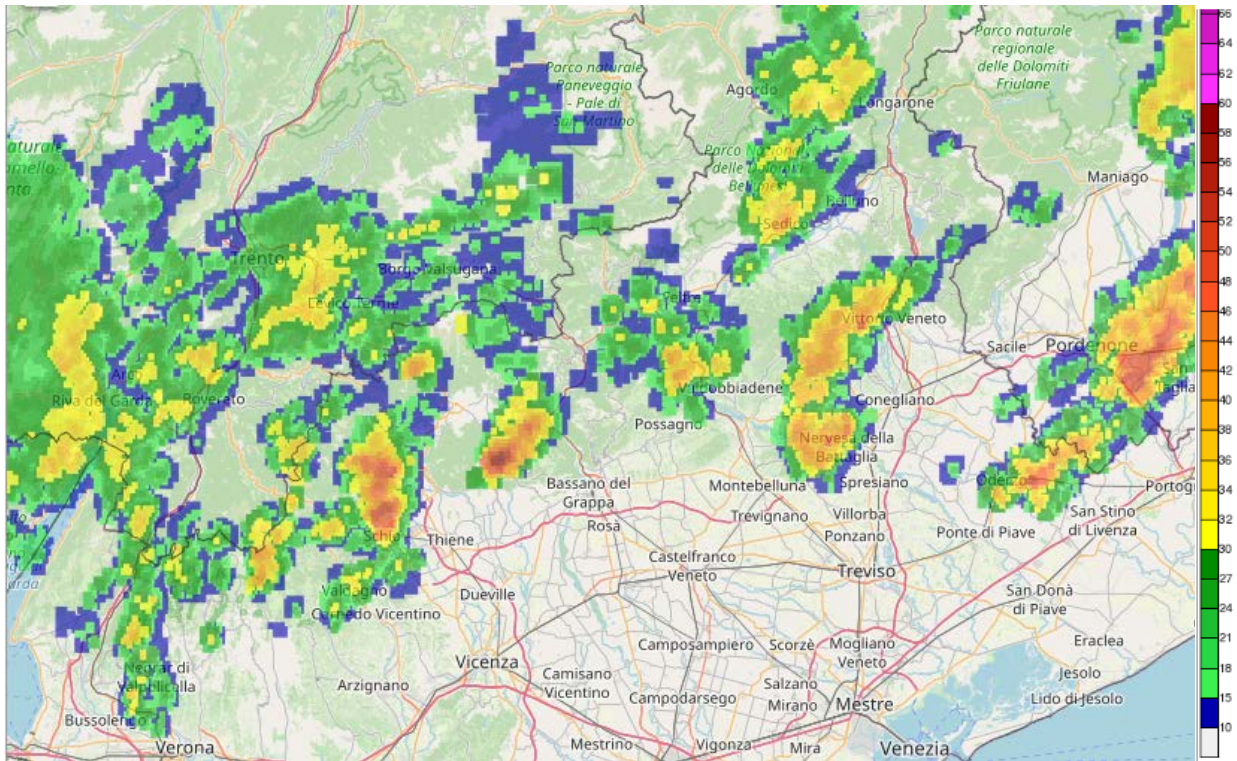 Parco naturale
regionale
delle Dolomiti
Friulane
Parco naturale
Paneveggio
- Pale di
San Martino
Agordo
Longarone
aturale
amello
enta
Parco Nazionale
delle Dolomiti
Bellunesi
Maniago
Belluno
Sedico
Trento
Borgo Valsugana
Levico Terme
Feltre
Vittorio Veneto
Sacile
Pordenone
San
Arco
Riva del Garda
Rovereto
Valdobbiadene
Conegliano
Possagno
Nervesa della
Battaglia
Bassano del
Grappa
Montebelluna
Spresiano
Oderzo
Portog
Rosà
Trevignano
Villorba
San Stino
di Livenza
Schio
Thiene
Ponzano
Ponte di Piave
Castelfranco
Veneto
Treviso
Valdagno
Dueville
San Donà
di Piave
Cornedo Vicentino
Camposampiero
Scorzè
Mogliano
Veneto
Eraclea
Vicenza
Negrar di
Valpolicella
Arzignano
Camisano
Vicentino
Campodarsego
Salzano
Mirano
Mestre
Jesolo
Lido di Jesolo
Bussolengo
Verona
Mestrino
Vigonza
Mira
Venezia
66
64
62
60
58
56
54
52
50
48
46
44
42
40
38
36
34
32
30
27
24
21
18
15
10